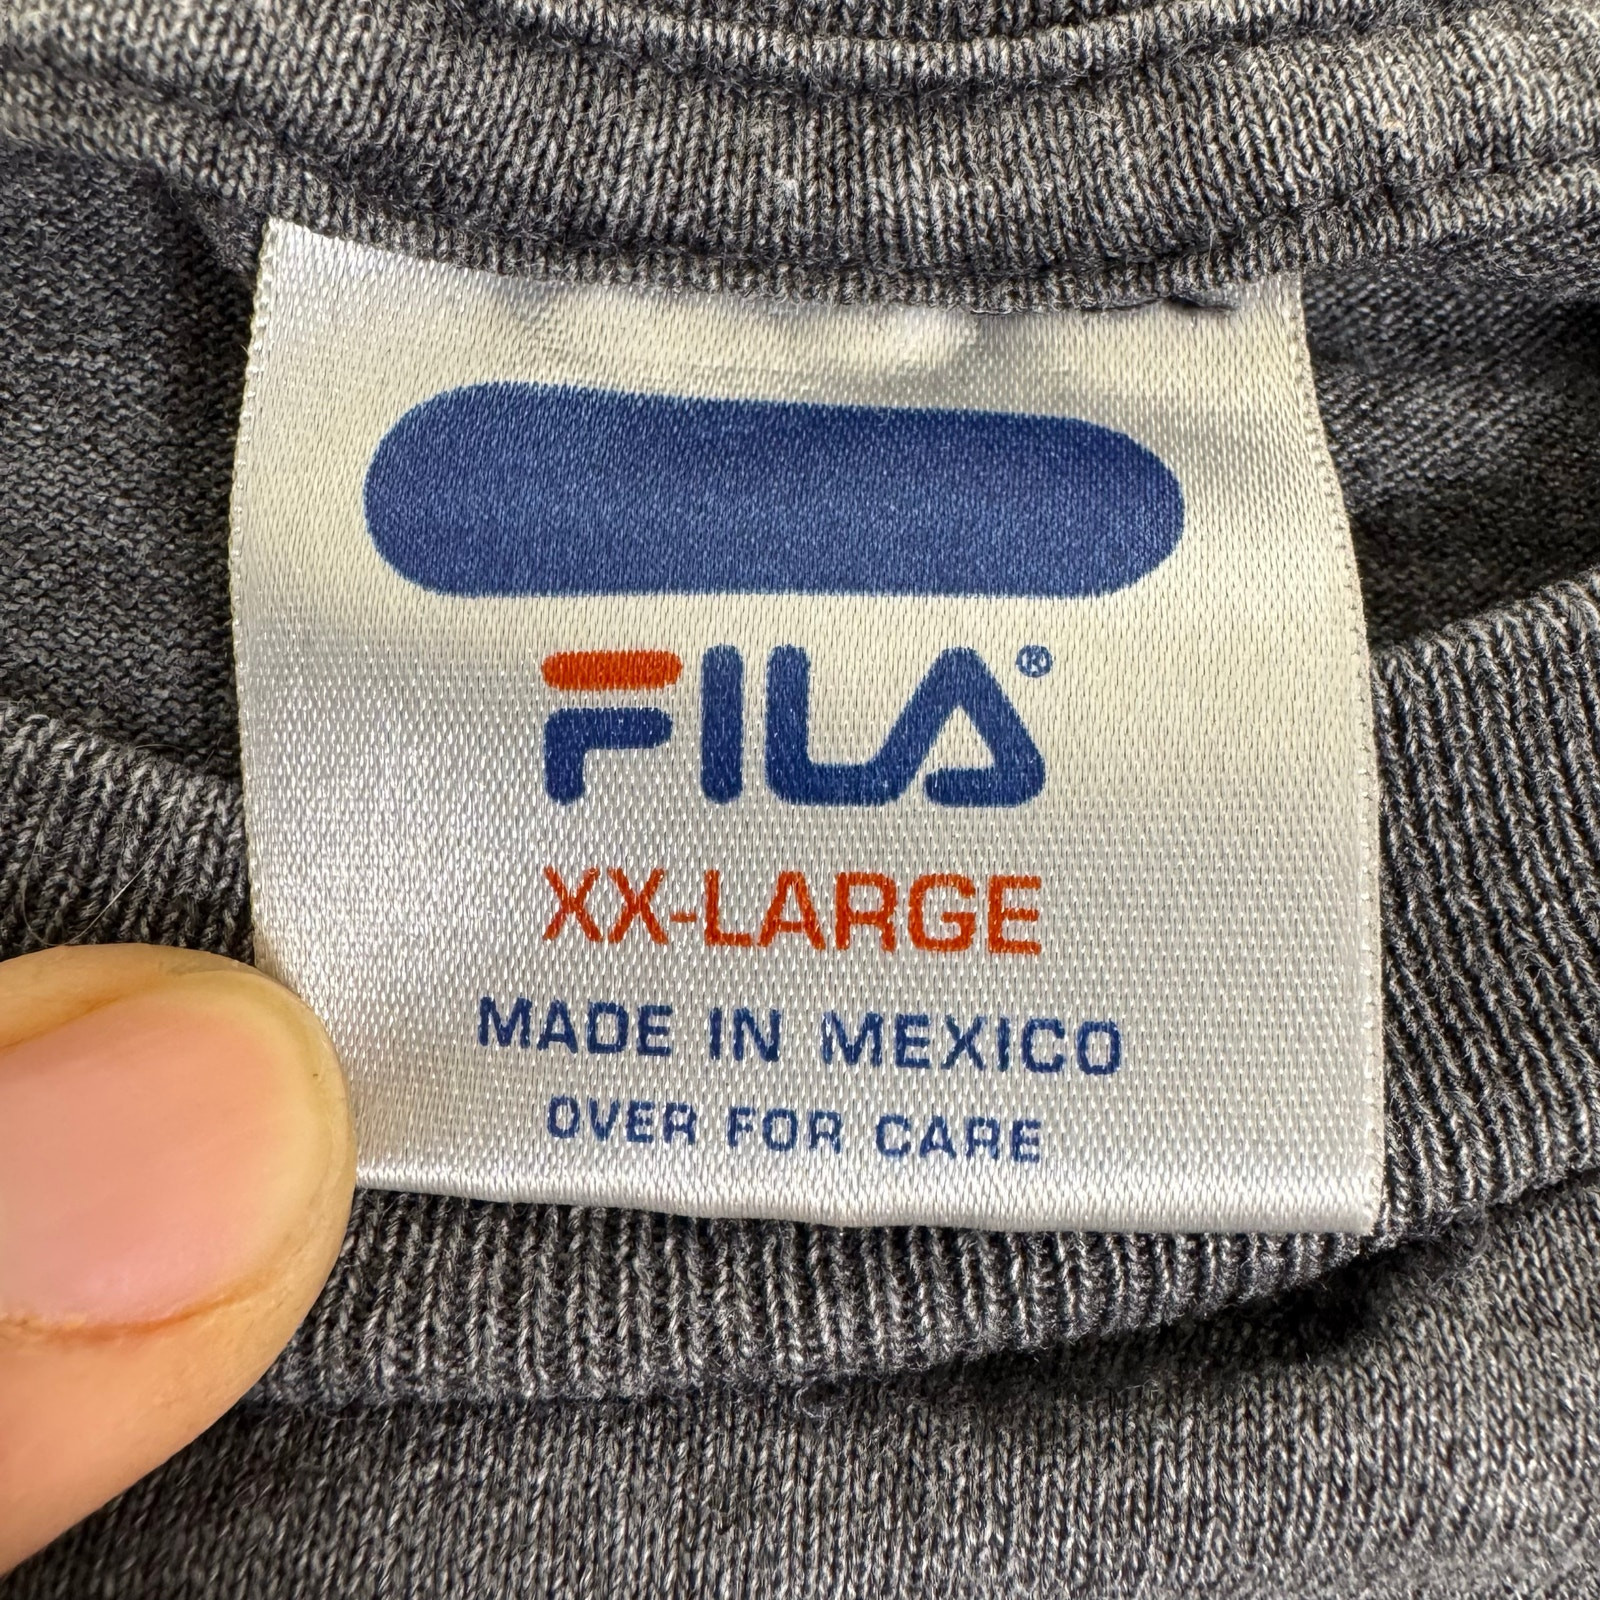 FILA®
XX-LARGE
MADE IN MEXICO
OVER FOR CARE